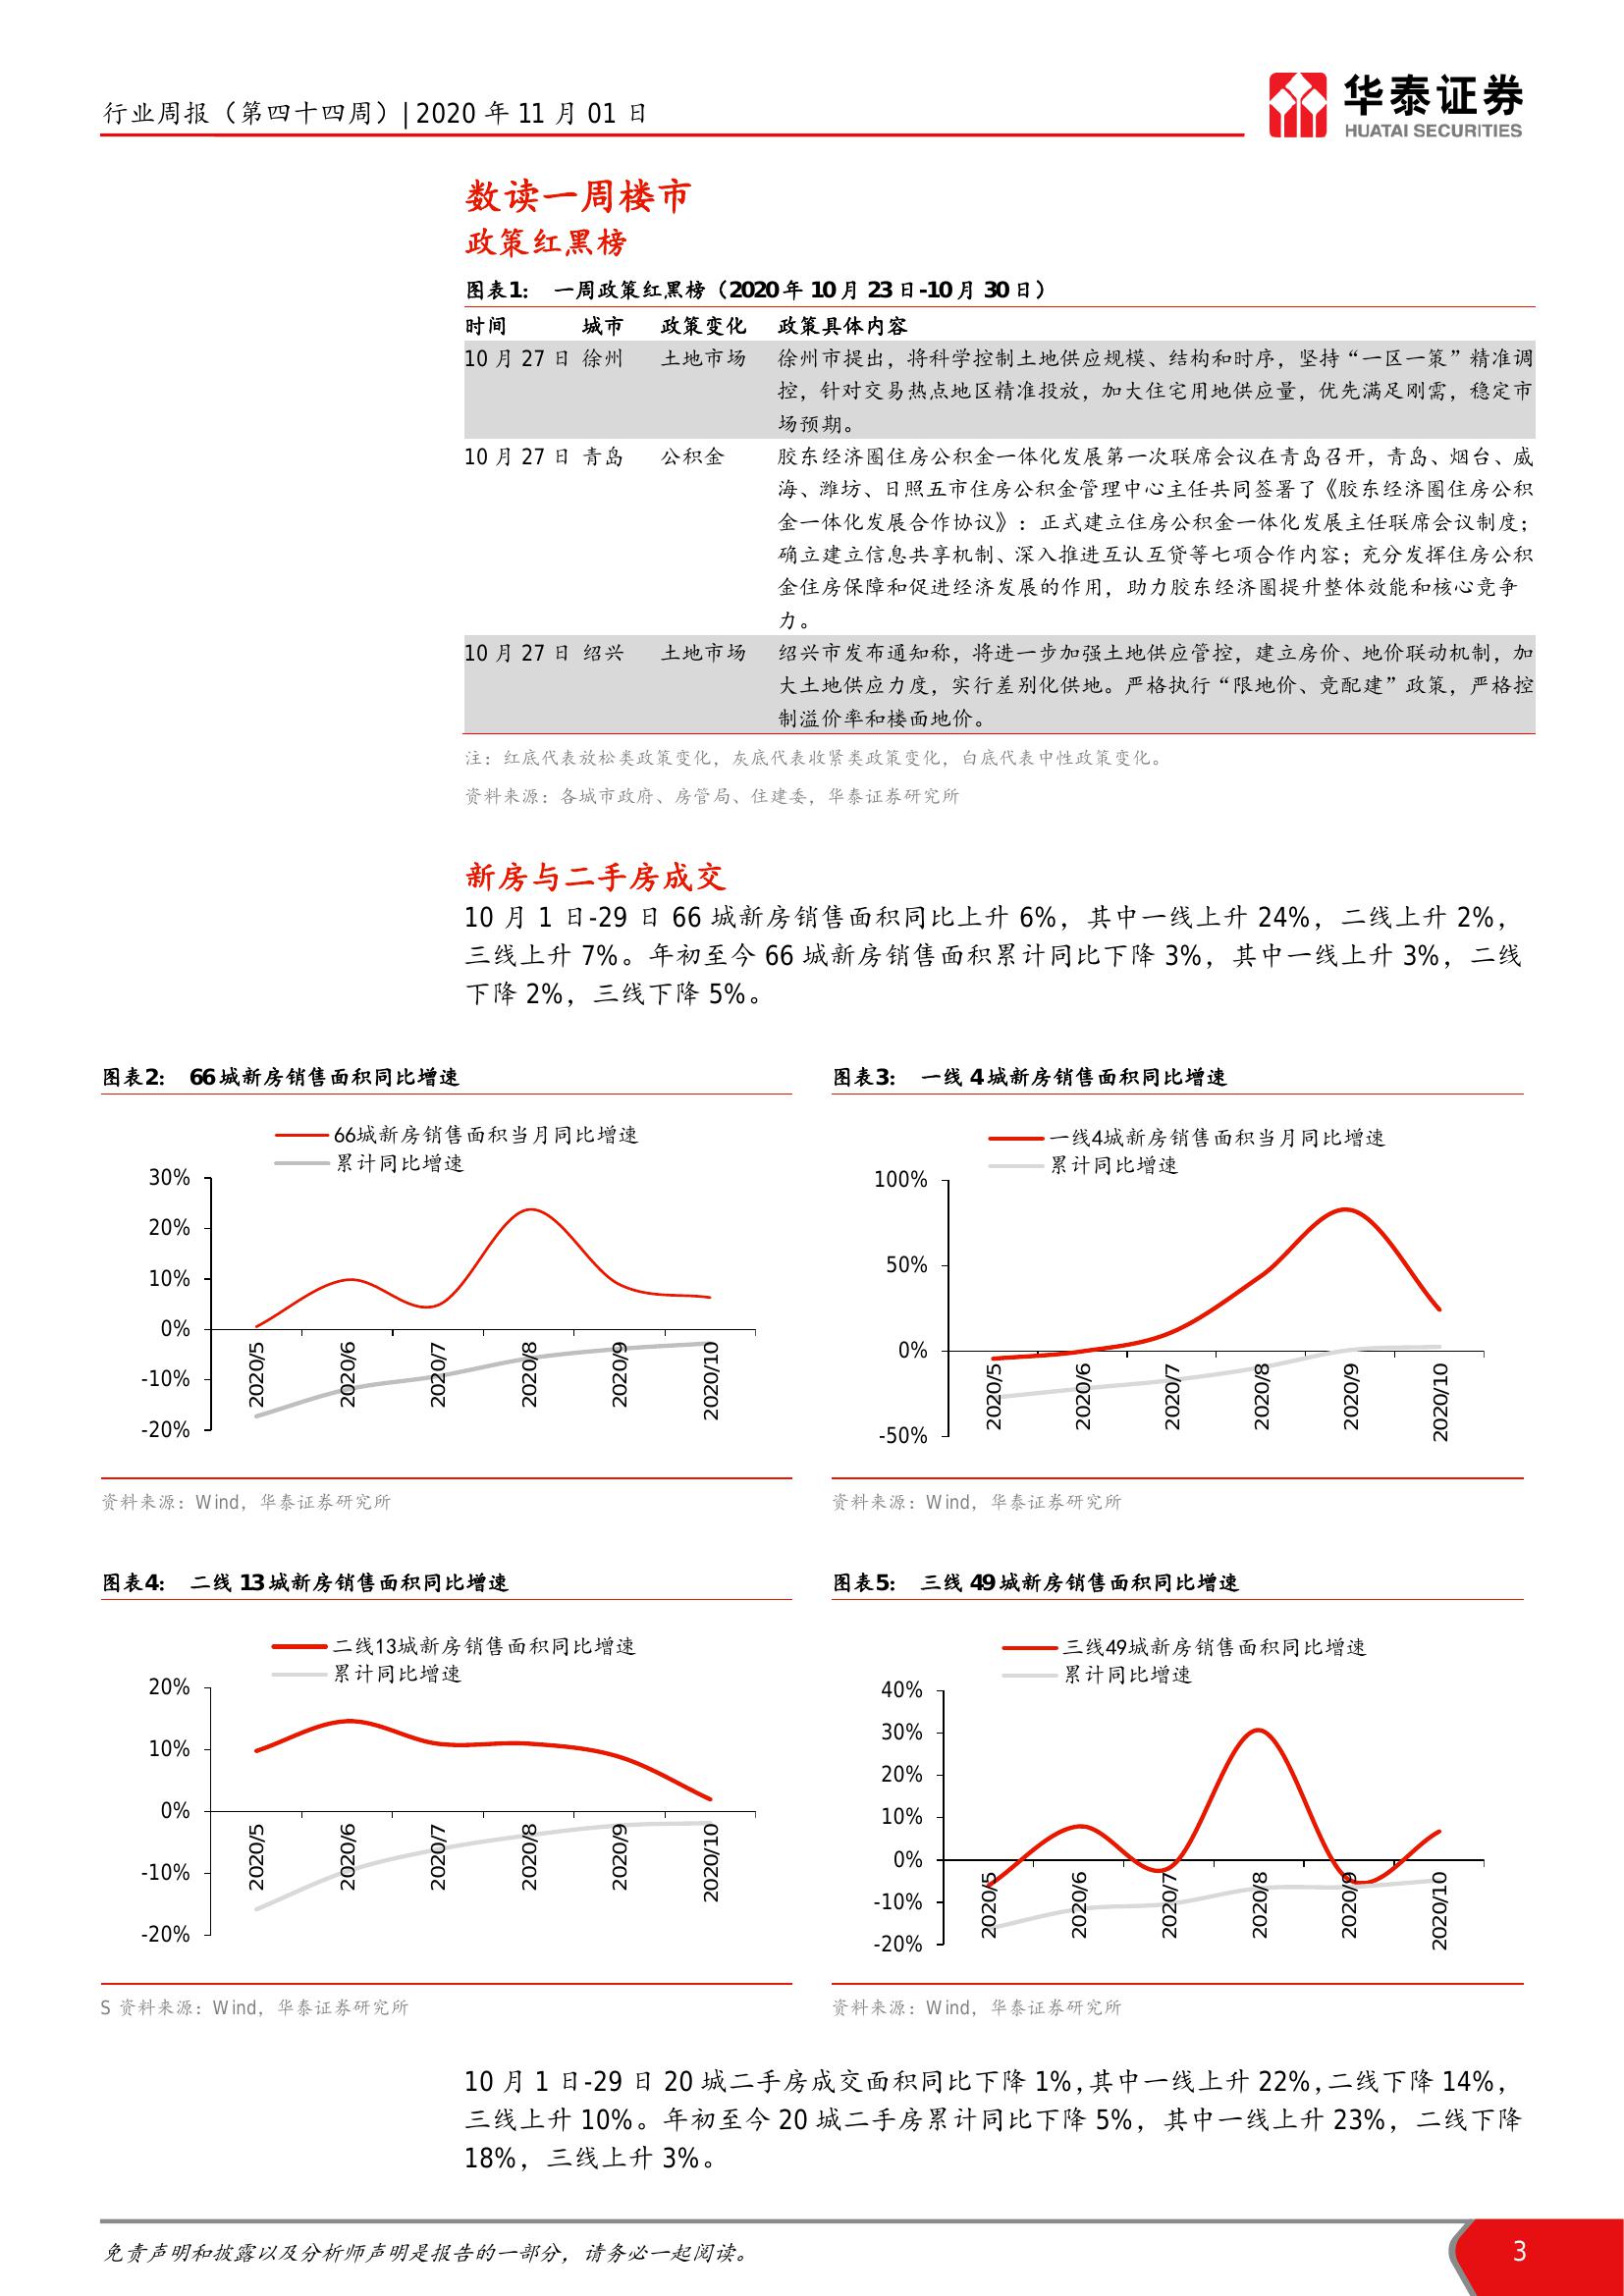 行业周报（第四十四周）| 2020 年 11 月 01 日
华泰证券
HUATAI SECURITIES
数读一周楼市
政策红黑榜
图表1： 一周政策红黑榜（2020 年 10 月 23 日-10 月 30 日）
时间 城市 政策变化 政策具体内容
10 月 27 日 徐州 土地市场 徐州市提出，将科学控制土地供应规模、结构和时序，坚持“一区一策”精准调
控，针对交易热点地区精准投放，加大住宅用地供应量，优先满足刚需，稳定市
场预期。
10 月 27 日 青岛 公积金 胶东经济圈住房公积金一体化发展第一次联席会议在青岛召开，青岛、烟台、威
海、潍坊、日照五市住房公积金管理中心主任共同签署了《胶东经济圈住房公积
金一体化发展合作协议》：正式建立住房公积金一体化发展主任联席会议制度；
确立建立信息共享机制、深入推进互认互贷等七项合作内容；充分发挥住房公积
金住房保障和促进经济发展的作用，助力胶东经济圈提升整体效能和核心竞争
力。
10 月 27 日 绍兴 土地市场 绍兴市发布通知称，将进一步加强土地供应管控，建立房价、地价联动机制，加
大土地供应力度，实行差别化供地。严格执行“限地价、竞配建”政策，严格控
制溢价率和楼面地价。
注：红底代表放松类政策变化，灰底代表收紧类政策变化，白底代表中性政策变化。
资料来源：各城市政府、房管局、住建委，华泰证券研究所
新房与二手房成交
10 月 1 日-29 日 66 城新房销售面积同比上升 6%，其中一线上升 24%，二线上升 2%，
三线上升 7%。年初至今 66 城新房销售面积累计同比下降 3%，其中一线上升 3%，二线
下降 2%，三线下降 5%。
图表2： 66 城新房销售面积同比增速
66城新房销售面积当月同比增速
累计同比增速
30%
20%
10%
0%
-10%
-20%
2020/5 2020/6 2020/7 2020/8 2020/9 2020/10
资料来源：Wind，华泰证券研究所
图表3： 一线 4 城新房销售面积同比增速
一线4城新房销售面积当月同比增速
累计同比增速
100%
50%
0%
-50%
2020/5 2020/6 2020/7 2020/8 2020/9 2020/10
资料来源：Wind，华泰证券研究所
图表4： 二线 13 城新房销售面积同比增速
二线13城新房销售面积同比增速
累计同比增速
20%
10%
0%
-10%
-20%
2020/5 2020/6 2020/7 2020/8 2020/9 2020/10
S 资料来源：Wind，华泰证券研究所
图表5： 三线 49 城新房销售面积同比增速
三线49城新房销售面积同比增速
累计同比增速
40%
30%
20%
10%
0%
-10%
-20%
2020/5 2020/6 2020/7 2020/8 2020/9 2020/10
资料来源：Wind，华泰证券研究所
10 月 1 日-29 日 20 城二手房成交面积同比下降 1%，其中一线上升 22%，二线下降 14%，
三线上升 10%。年初至今 20 城二手房累计同比下降 5%，其中一线上升 23%，二线下降
18%，三线上升 3%。
免责声明和披露以及分析师声明是报告的一部分，请务必一起阅读。
3